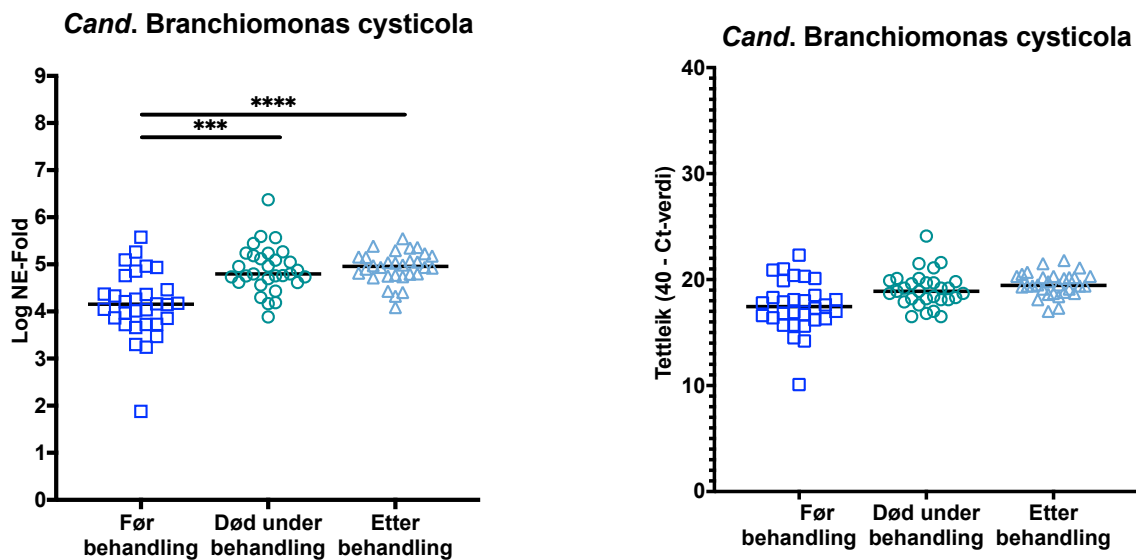 Cand. Branchiomonas cysticola
Log NE-Fold
9
8
7
6
5
4
3
2
1
0
****
***
Før
behandling
Død under
behandling
Etter
behandling
Cand. Branchiomonas cysticola
Tettleik (40 - Ct-verdi)
40
30
20
10
0
Før
behandling
Død under
behandling
Etter
behandling